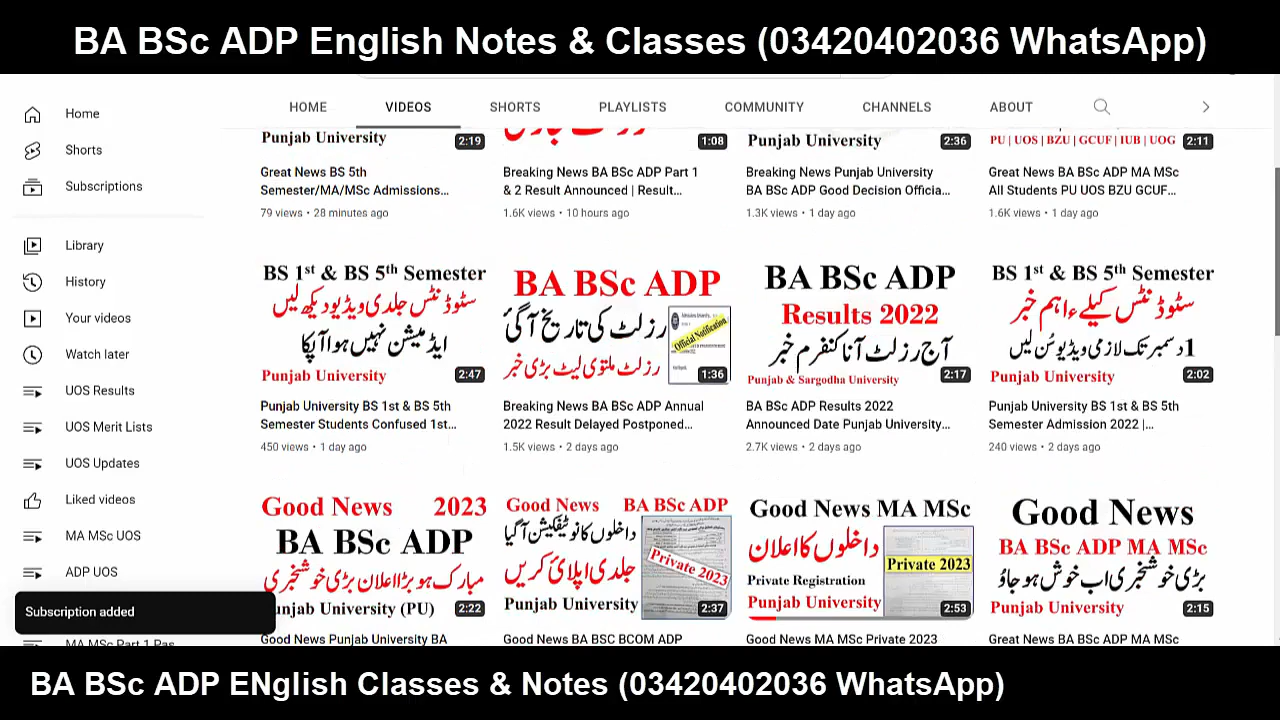 BA BSc ADP English Notes & Classes (03420402036 WhatsApp)
HOME VIDEOS SHORTS PLAYLISTS COMMUNITY CHANNELS ABOUT
Home
Shorts
Subscriptions
Library
History
Your videos
Watch later
UOS Results
UOS Merit Lists
UOS Updates
Liked videos
MA MSc UOS
ADP UOS
MA MSc Part 1 Pas
Subscription added
Punjab University
2:19
Great News BS 5th
Semester/MA/MSc Admissions...
79 views • 28 minutes ago
1:08
Breaking News BA BSc ADP Part 1
& 2 Result Announced | Result...
1.6K views • 10 hours ago
Punjab University
2:36
Breaking News Punjab University
BA BSc ADP Good Decision Officia...
1.3K views • 1 day ago
PU | UOS | BZU | GCUF | IUB | UOG
2:11
Great News BA BSc ADP MA MSc
All Students PU UOS BZU GCUF...
1.6K views • 1 day ago
BS 1st & BS 5th Semester
سٹوڈنٹس جلدی ویڈیو دیکھ لیں
ایڈمیشن نہیں ہوا آپکا
Punjab University
2:47
Punjab University BS 1st & BS 5th
Semester Students Confused 1st...
450 views • 1 day ago
BA BSc ADP
رزلٹ کی تاریخ آگئ
Official Notification
رزلٹ ملتوی لیٹ بڑی خبر
1:36
Breaking News BA BSc ADP Annual
2022 Result Delayed Postponed...
1.5K views • 2 days ago
BA BSc ADP
Results 2022
آج رزلٹ آنا کنفرم خبر
Punjab & Sargodha University
2:17
BA BSc ADP Results 2022
Announced Date Punjab University...
2.7K views • 2 days ago
BS 1st & BS 5th Semester
سٹوڈنٹس کیلےء اہم خبر
1 دسمبر تک لازمی ویڈیو سُن لیں
Punjab University
2:02
Punjab University BS 1st & BS 5th
Semester Admission 2022 |...
240 views • 2 days ago
Good News 2023
BA BSc ADP
مبارک ہو بڑا اعلان بڑی خوشخبری
unjab University (PU)
2:22
Good News Punjab University BA
Good News BA BSc ADP
داخلوں کا نوٹیفکیشن آگیا
جلدی اپلائی کریں
Private 2023
Punjab University
2:37
Good News BA BSC BCOM ADP
Good News MA MSc
داخلوں کا اعلان
Private Registration
Private 2023
Punjab University
2:53
Good News MA MSc Private 2023
Good News
BA BSc ADP MA MSc
بڑی خوشخبری اب خوش ہو جاؤ
Punjab University
2:15
Great News BA BSc ADP MA MSc
BA BSc ADP ENglish Classes & Notes (03420402036 WhatsApp)